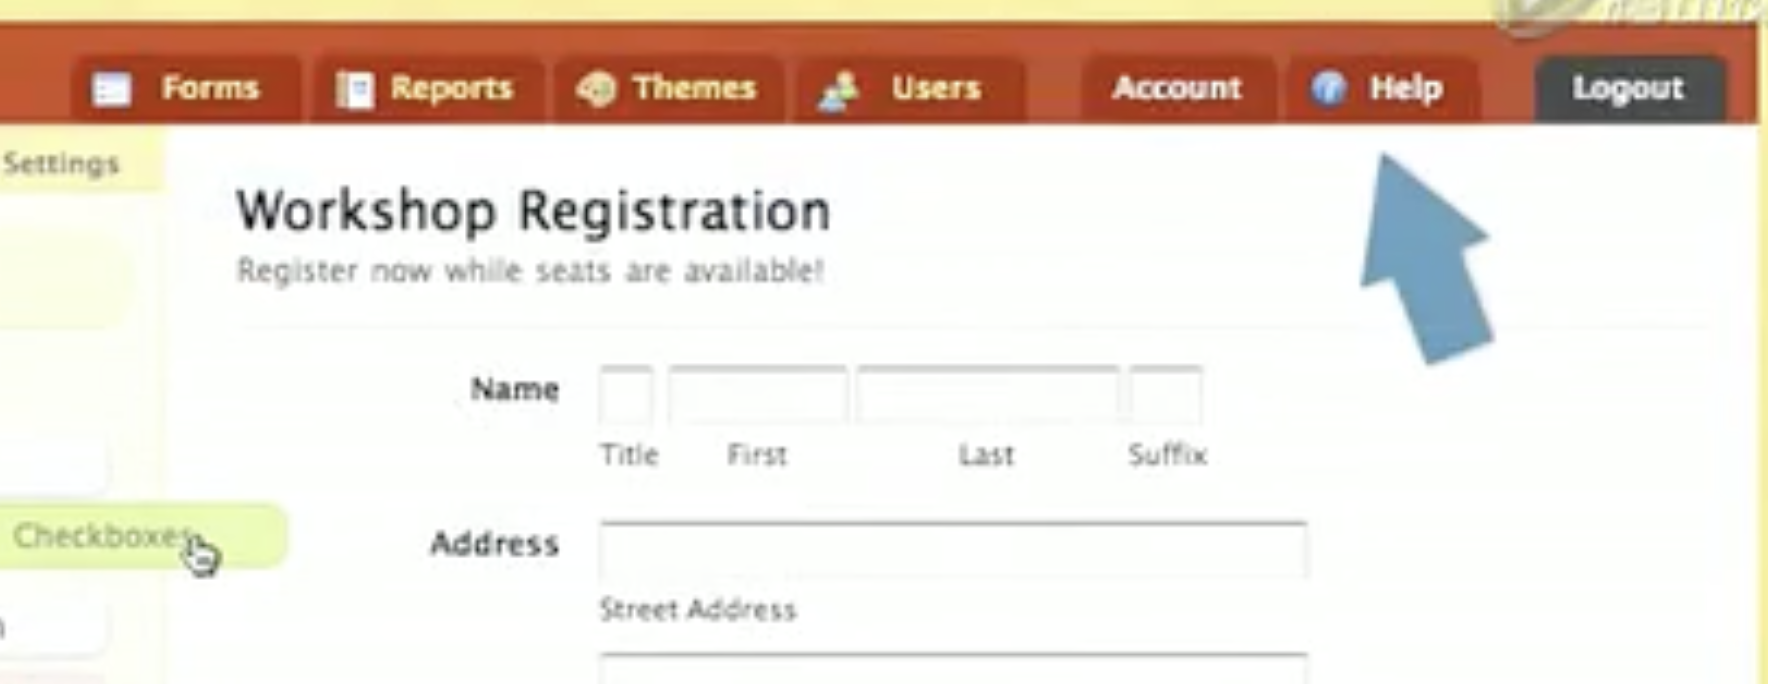 Forms Reports Themes Users Account Help Logout
Settings
Workshop Registration
Register now while seats are available!
Name
Title First Last Suffix
Checkboxes
Address
Street Address